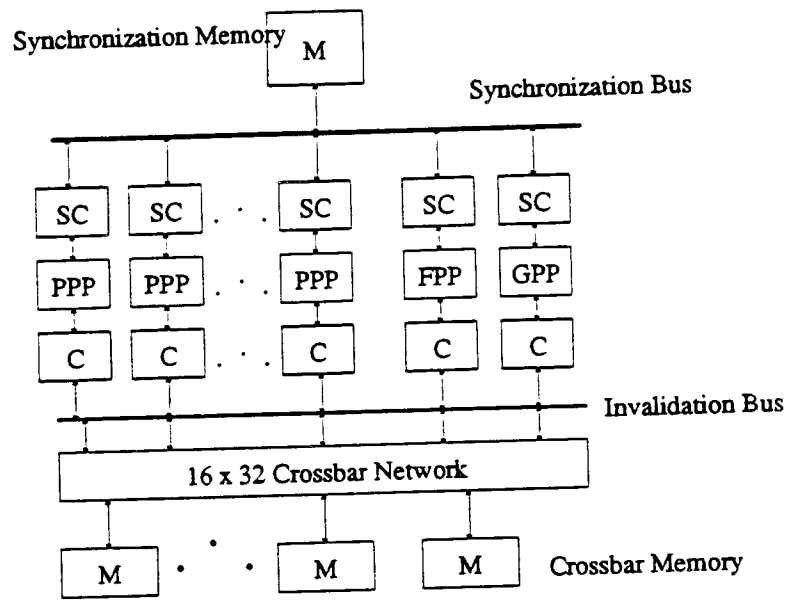 Synchronization Memory
M
Synchronization Bus
SC SC SC SC SC
PPP PPP PPP FPP GPP
C C C C C
Invalidation Bus
16 x 32 Crossbar Network
M M M
Crossbar Memory